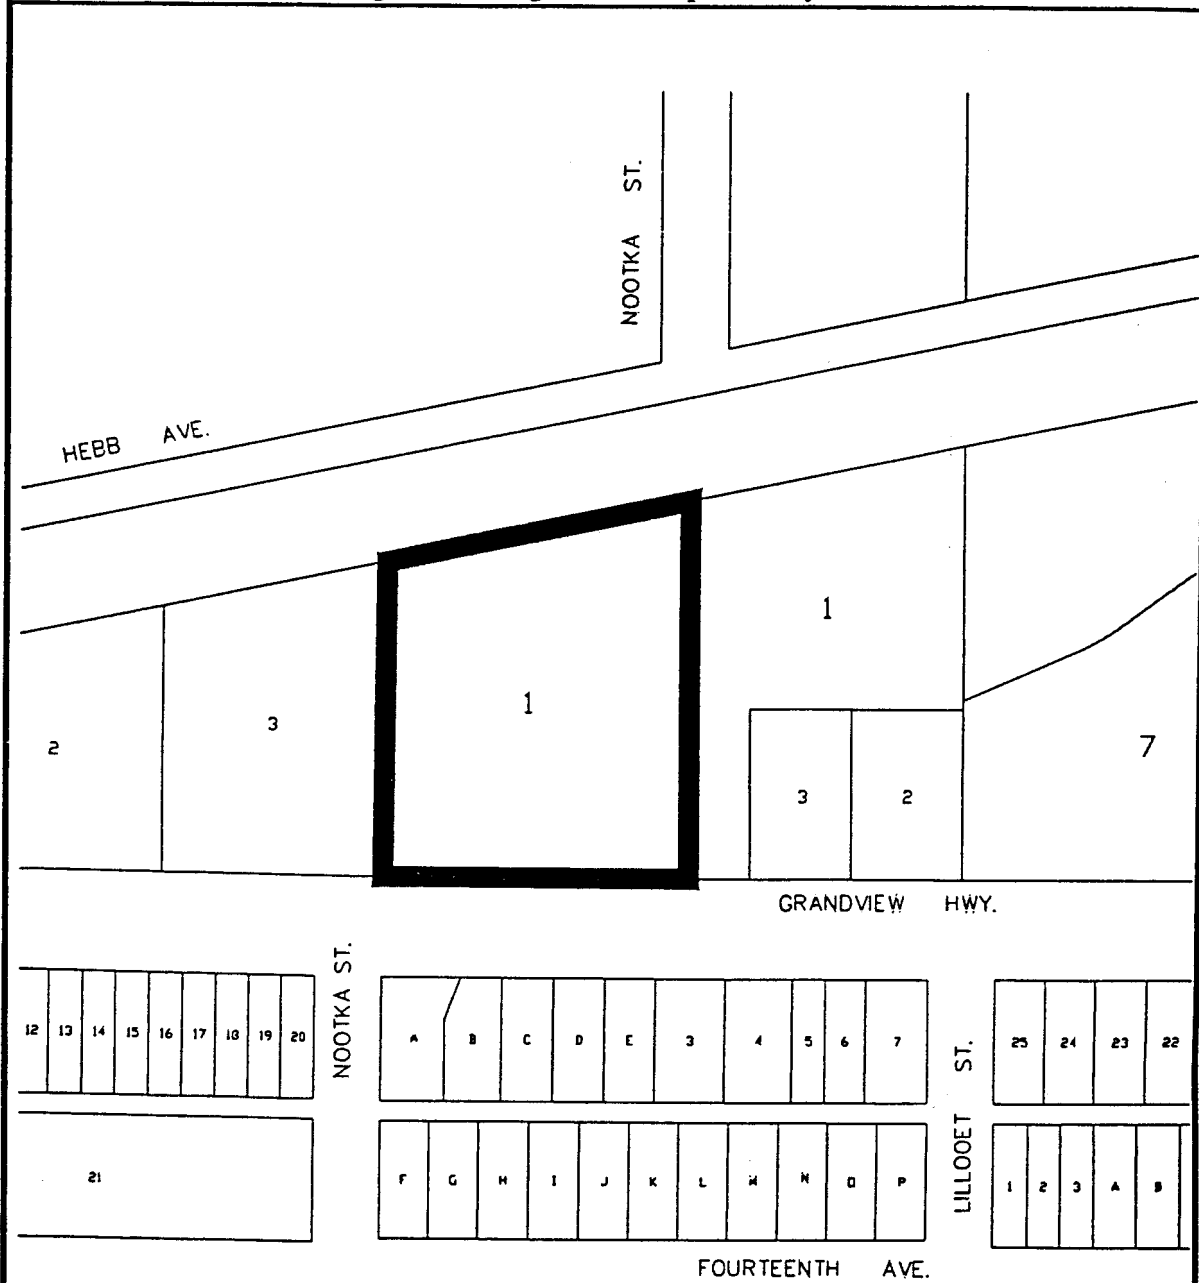 NOOTKA ST.
HEBB AVE.
1
1
3
2
7
3
2
GRANDVIEW HWY.
NOOTKA ST.
12 13 14 15 16 17 18 19 20
A B C D E 3 4 5 6 7
25 24 23 22
LILLOOET ST.
21
F G H I J K L M N O P
1 2 3 A B
FOURTEENTH AVE.